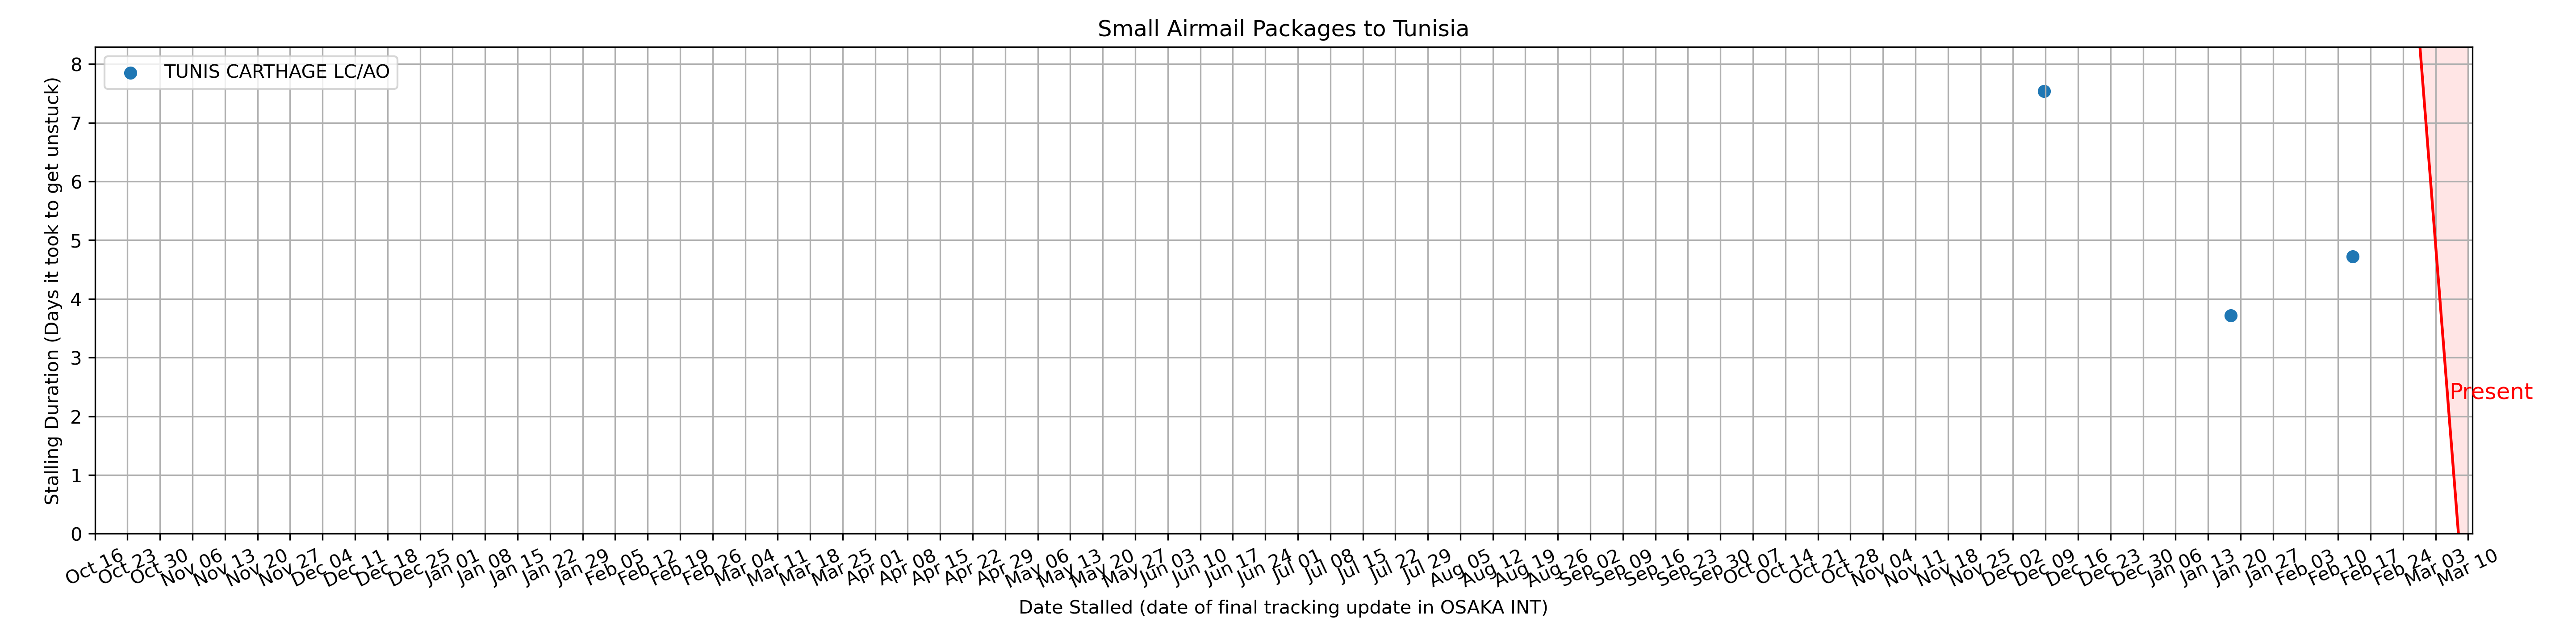 Small Airmail Packages to Tunisia
TUNIS CARTHAGE LC/AO
Stalling Duration (Days it took to get unstuck)
8
7
6
5
4
3
2
1
0
Present
Oct 16
Oct 23
Oct 30
Nov 06
Nov 13
Nov 20
Nov 27
Dec 04
Dec 11
Dec 18
Dec 25
Jan 01
Jan 08
Jan 15
Jan 22
Jan 29
Feb 05
Feb 12
Feb 19
Feb 26
Mar 04
Mar 11
Mar 18
Mar 25
Apr 01
Apr 08
Apr 15
Apr 22
Apr 29
May 06
May 13
May 20
May 27
Jun 03
Jun 10
Jun 17
Jun 24
Jul 01
Jul 08
Jul 15
Jul 22
Jul 29
Aug 05
Aug 12
Aug 19
Aug 26
Sep 02
Sep 09
Sep 16
Sep 23
Sep 30
Oct 07
Oct 14
Oct 21
Oct 28
Nov 04
Nov 11
Nov 18
Nov 25
Dec 02
Dec 09
Dec 16
Dec 23
Dec 30
Jan 06
Jan 13
Jan 20
Jan 27
Feb 03
Feb 10
Feb 17
Feb 24
Mar 03
Mar 10
Date Stalled (date of final tracking update in OSAKA INT)